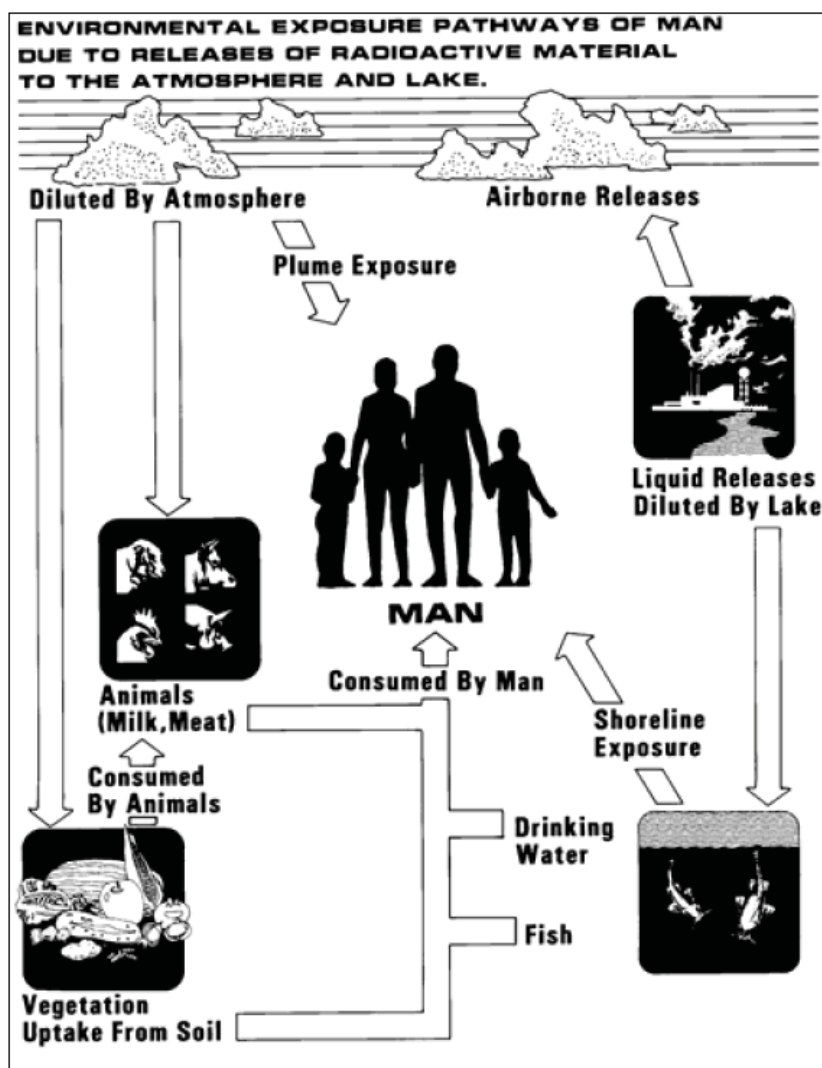 ENVIRONMENTAL EXPOSURE PATHWAYS OF MAN
DUE TO RELEASES OF RADIOACTIVE MATERIAL
TO THE ATMOSPHERE AND LAKE.
Diluted By Atmosphere
Airborne Releases
Plume Exposure
Liquid Releases
Diluted By Lake
MAN
Consumed By Man
Animals
(Milk,Meat)
Shoreline
Exposure
Consumed
By Animals
Drinking
Water
Fish
Vegetation
Uptake From Soil